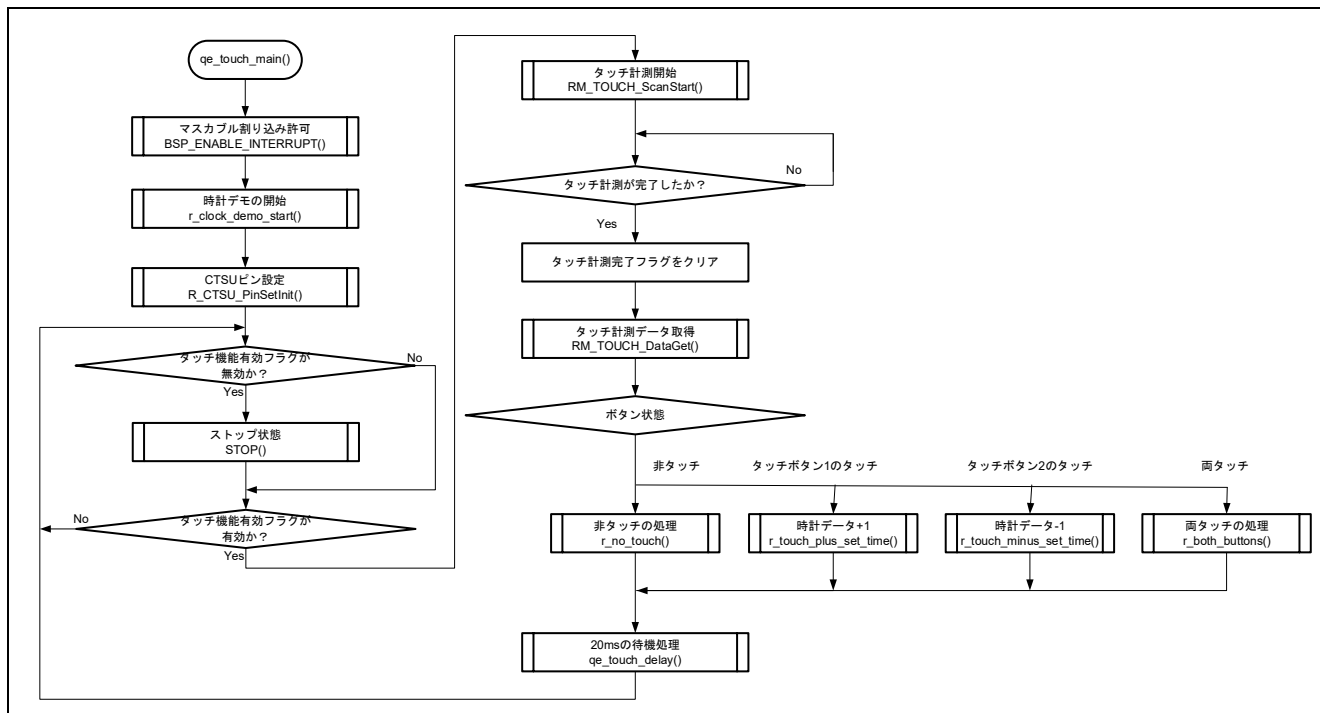 qe_touch_main()
マスカブル割り込み許可
BSP_ENABLE_INTERRUPT()
時計デモの開始
r_clock_demo_start()
CTSUピン設定
R_CTSU_PinSetInit()
タッチ機能有効フラグが
無効か？
No
Yes
ストップ状態
STOP()
タッチ機能有効フラグが
有効か？
No
Yes
タッチ計測開始
RM_TOUCH_ScanStart()
タッチ計測が完了したか？
No
Yes
タッチ計測完了フラグをクリア
タッチ計測データ取得
RM_TOUCH_DataGet()
ボタン状態
非タッチ
タッチボタン1のタッチ
タッチボタン2のタッチ
両タッチ
非タッチの処理
r_no_touch()
時計データ+1
r_touch_plus_set_time()
時計データ-1
r_touch_minus_set_time()
両タッチの処理
r_both_buttons()
20msの待機処理
qe_touch_delay()